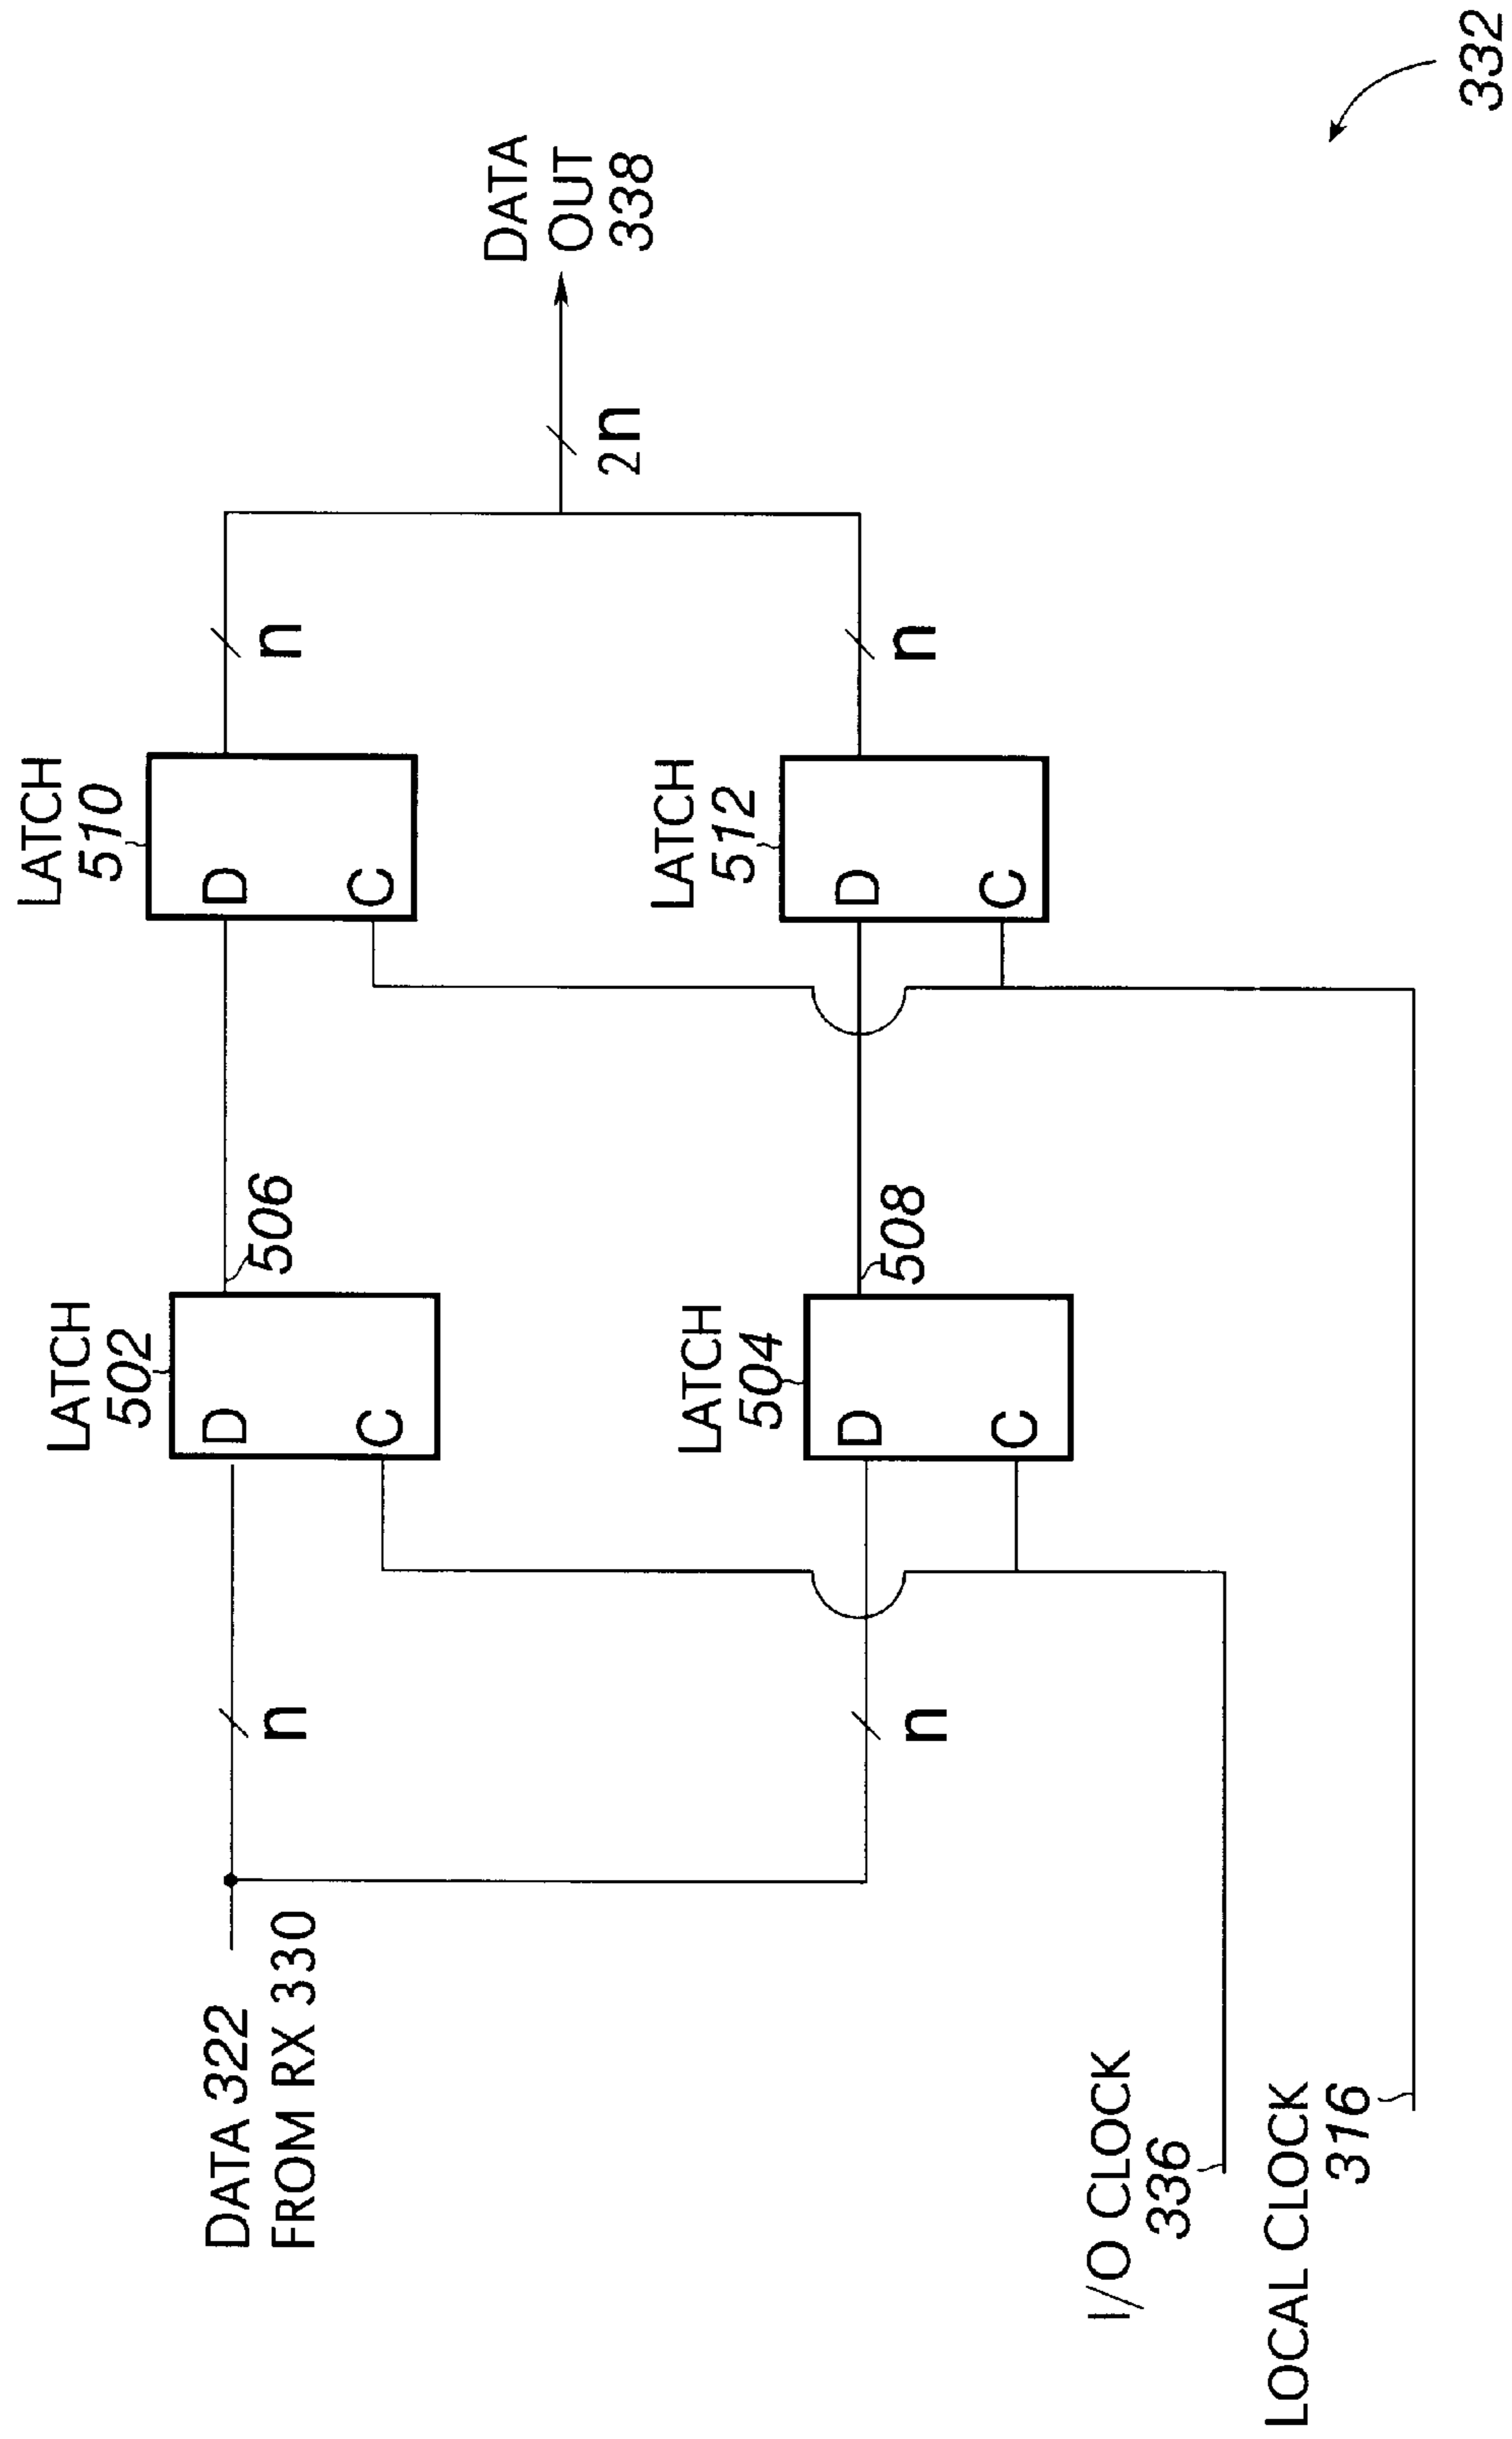 LATCH
502
D
C
506
LATCH
510
D
C
n
n
LATCH
504
D
C
508
LATCH
512
D
C
n
n
2n
DATA
OUT
338
DATA 322
FROM RX 330
I/O CLOCK
336
LOCAL CLOCK
316
332